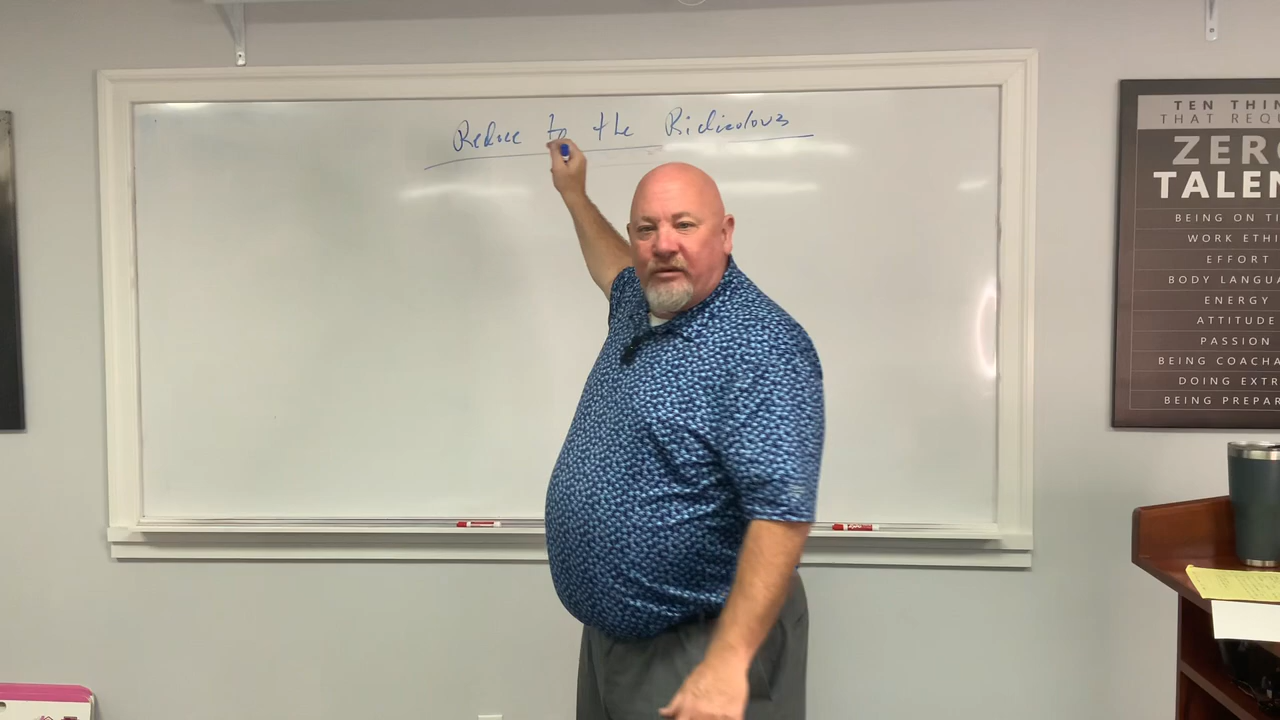 Reduce to the Ridiculous
TEN THIN
THAT REQU
ZERO
TALEN
BEING ON TI
WORK ETHI
EFFORT
BODY LANGUA
ENERGY
ATTITUDE
PASSION
BEING COACHA
DOING EXTR
BEING PREPAR